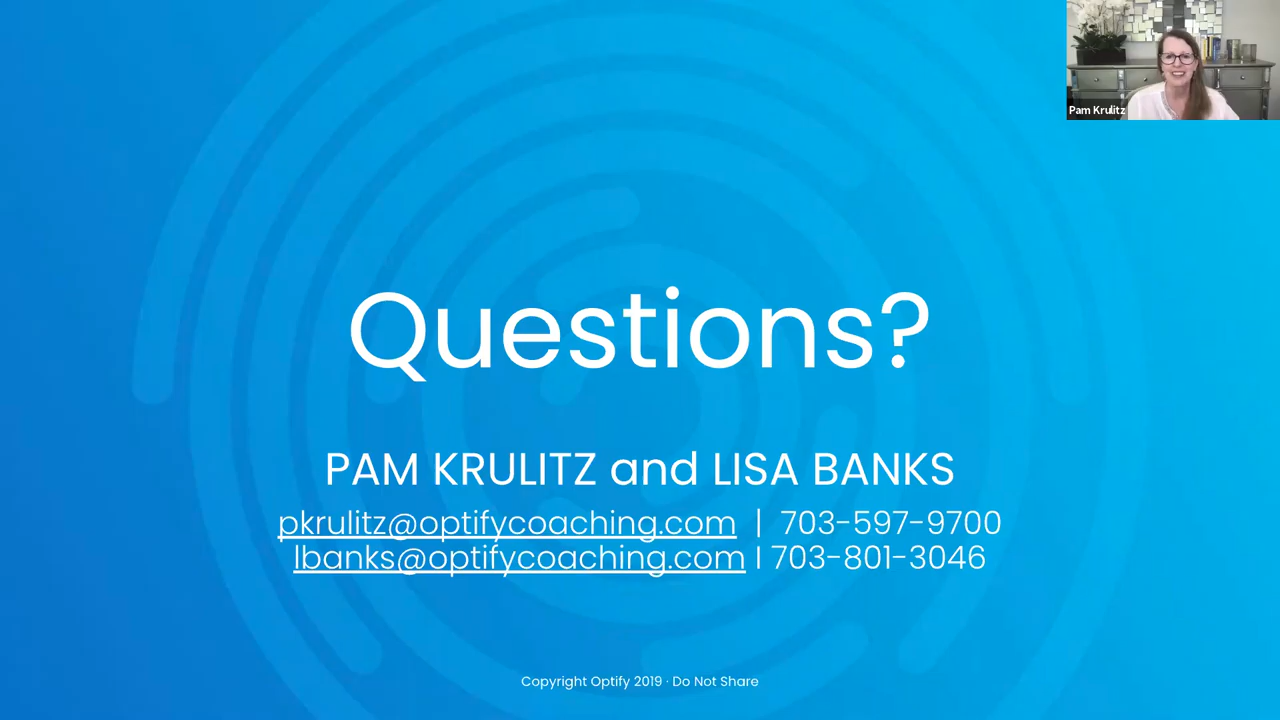 Pam Krulitz
Questions?
PAM KRULITZ and LISA BANKS
pkrulitz@optifycoaching.com | 703-597-9700
lbanks@optifycoaching.com I 703-801-3046
Copyright Optify 2019 · Do Not Share